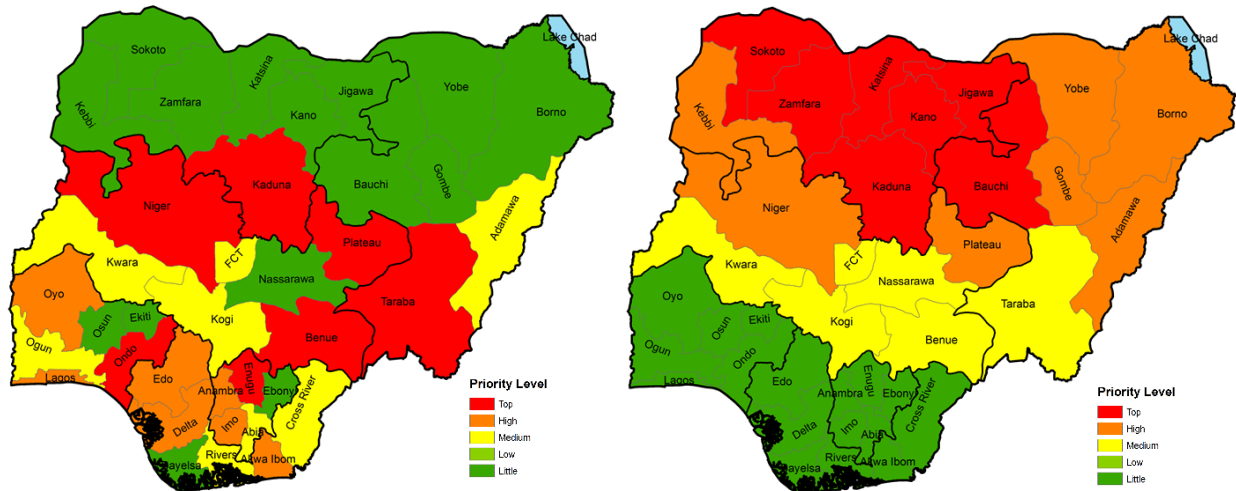 Lake Chad
Sokoto
Katsina
Jigawa
Yobe
Zamfara
Kano
Borno
Kebbi
Bauchi
Gombe
Kaduna
Niger
Adamawa
Plateau
FCT
Kwara
Nassarawa
Oyo
Taraba
Kogi
Osun
Ekiti
Benue
Ogun
Ondo
Lagos
Edo
Enugu
Anambra
Ebony
Cross River
Delta
Imo
Abia
Rivers
Akwa Ibom
Bayelsa
Priority Level
Top
High
Medium
Low
Little
Lake Chad
Sokoto
Katsina
Jigawa
Yobe
Zamfara
Kano
Borno
Kebbi
Kaduna
Bauchi
Gombe
Niger
Adamawa
Plateau
FCT
Kwara
Nassarawa
Oyo
Taraba
Kogi
Osun
Ekiti
Benue
Ogun
Ondo
Lagos
Edo
Enugu
Anambra
Ebony
Cross River
Delta
Imo
Abia
Rivers
Akwa Ibom
Bayelsa
Priority Level
Top
High
Medium
Low
Little